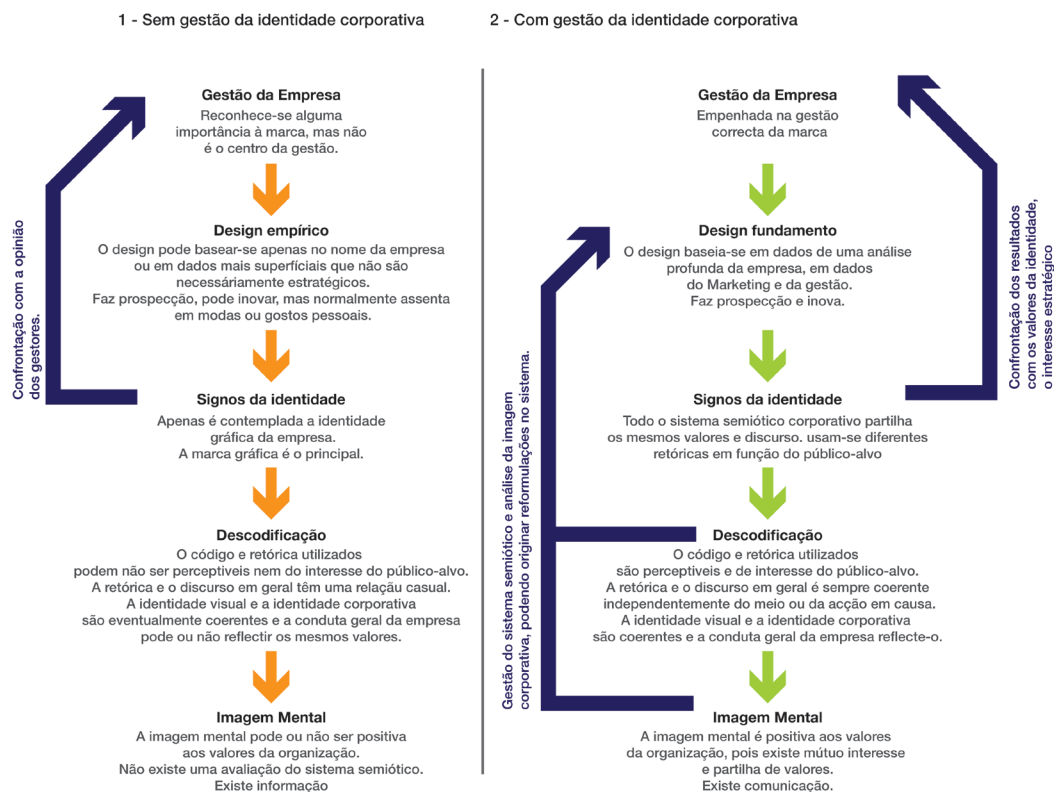 1 - Sem gestão da identidade corporativa
Gestão da Empresa
Reconhece-se alguma
importância à marca, mas não
é o centro da gestão.
Design empírico
O design pode basear-se apenas no nome da empresa
ou em dados mais superfíciais que não são
necessáriamente estratégicos.
Faz prospecção, pode inovar, mas normalmente assenta
em modas ou gostos pessoais.
Signos da identidade
Apenas é contemplada a identidade
gráfica da empresa.
A marca gráfica é o principal.
Descodificação
O código e retórica utilizados
podem não ser perceptiveis nem do interesse do público-alvo.
A retórica e o discurso em geral têm uma relação casual.
A identidade visual e a identidade corporativa
são eventualmente coerentes e a conduta geral da empresa
pode ou não reflectir os mesmos valores.
Imagem Mental
A imagem mental pode ou não ser positiva
aos valores da organização.
Não existe uma avaliação do sistema semiótico.
Existe informação
Confrontação com a opinião
dos gestores.
2 - Com gestão da identidade corporativa
Gestão da Empresa
Empenhada na gestão
correcta da marca
Design fundamento
O design baseia-se em dados de uma análise
profunda da empresa, em dados
do Marketing e da gestão.
Faz prospecção e inova.
Signos da identidade
Todo o sistema semiótico corporativo partilha
os mesmos valores e discurso. usam-se diferentes
retóricas em função do público-alvo
Descodificação
O código e retórica utilizados
são perceptiveis e de interesse do público-alvo.
A retórica e o discurso em geral é sempre coerente
independentemente do meio ou da acção em causa.
A identidade visual e a identidade corporativa
são coerentes e a conduta geral da empresa reflecte-o.
Imagem Mental
A imagem mental é positiva aos valores
da organização, pois existe mútuo interesse
e partilha de valores.
Existe comunicação.
Gestão do sistema semiótico e análise da imagem
corporativa, podendo originar reformulações no sistema.
Confrontação dos resultados
com os valores da identidade,
o interesse estratégico